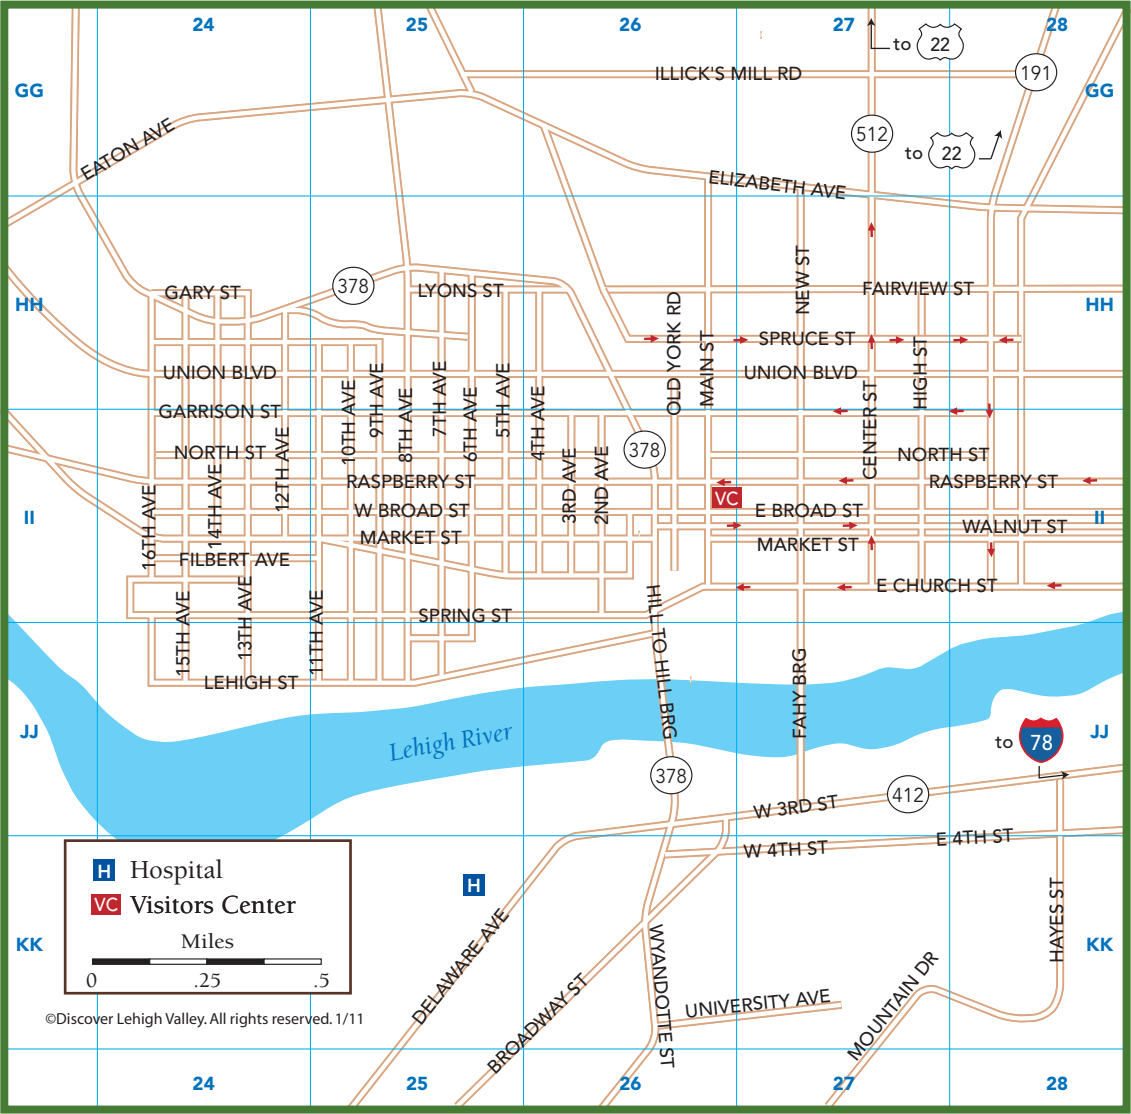 24
25
26
27
28
to 22
ILLICK'S MILL RD
191
GG
GG
512
to 22
EATON AVE
ELIZABETH AVE
NEW ST
378
GARY ST
LYONS ST
FAIRVIEW ST
HH
HH
OLD YORK RD
MAIN ST
SPRUCE ST
HIGH ST
UNION BLVD
UNION BLVD
10TH AVE
9TH AVE
8TH AVE
7TH AVE
6TH AVE
5TH AVE
4TH AVE
CENTER ST
GARRISON ST
378
NORTH ST
NORTH ST
12TH AVE
14TH AVE
16TH AVE
3RD AVE
2ND AVE
RASPBERRY ST
RASPBERRY ST
VC
W BROAD ST
E BROAD ST
II
II
WALNUT ST
MARKET ST
MARKET ST
FILBERT AVE
E CHURCH ST
15TH AVE
13TH AVE
11TH AVE
SPRING ST
HILL TO HILL BRG
FAHY BRG
LEHIGH ST
Lehigh River
JJ
JJ
to 78
378
412
W 3RD ST
E 4TH ST
W 4TH ST
H Hospital
H
VC Visitors Center
Miles
0 .25 .5
KK
KK
DELAWARE AVE
BROADWAY ST
WYANDOTTE ST
UNIVERSITY AVE
MOUNTAIN DR
HAYES ST
©Discover Lehigh Valley. All rights reserved. 1/11
24
25
26
27
28